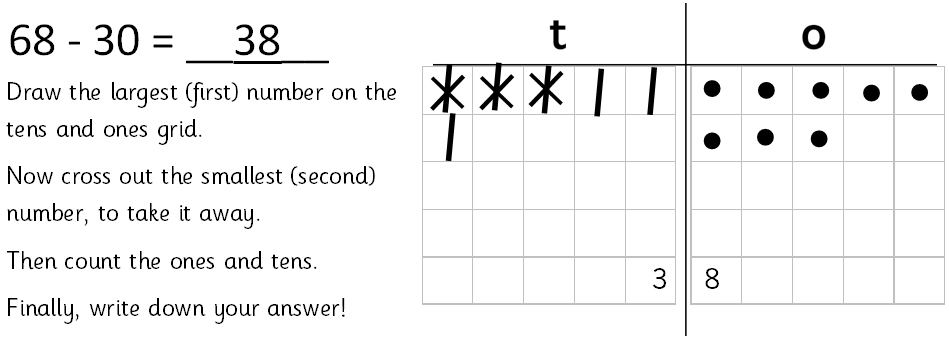 68 - 30 = __38__
Draw the largest (first) number on the
tens and ones grid.
Now cross out the smallest (second)
number, to take it away.
Then count the ones and tens.
Finally, write down your answer!
t o
3 8